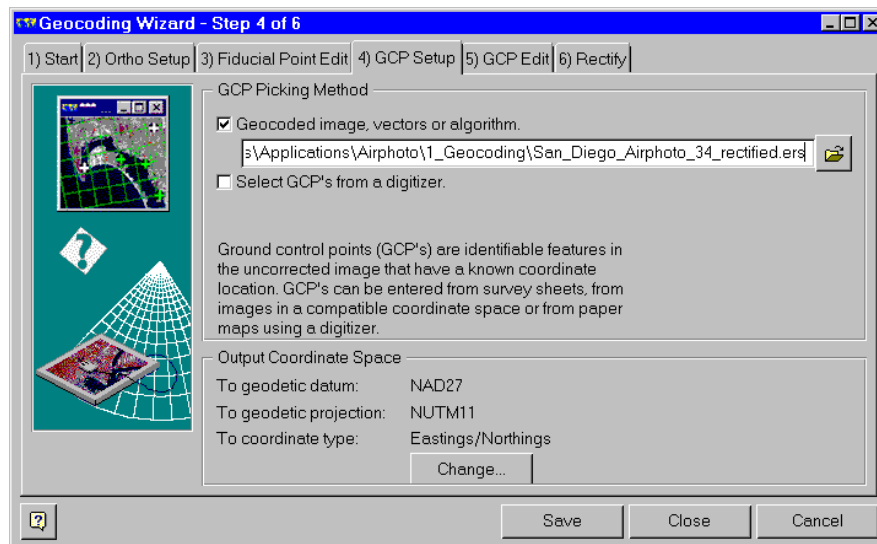 Geocoding Wizard - Step 4 of 6
1) Start 2) Ortho Setup 3) Fiducial Point Edit 4) GCP Setup 5) GCP Edit 6) Rectify
GCP Picking Method
Geocoded image, vectors or algorithm.
s\Applications\Airphoto\1_Geocoding\San_Diego_Airphoto_34_rectified.ers
Select GCP's from a digitizer.
Ground control points (GCP's) are identifiable features in
the uncorrected image that have a known coordinate
location. GCP's can be entered from survey sheets, from
images in a compatible coordinate space or from paper
maps using a digitizer.
Output Coordinate Space
To geodetic datum: NAD27
To geodetic projection: NUTM11
To coordinate type: Eastings/Northings
Change...
Save Close Cancel